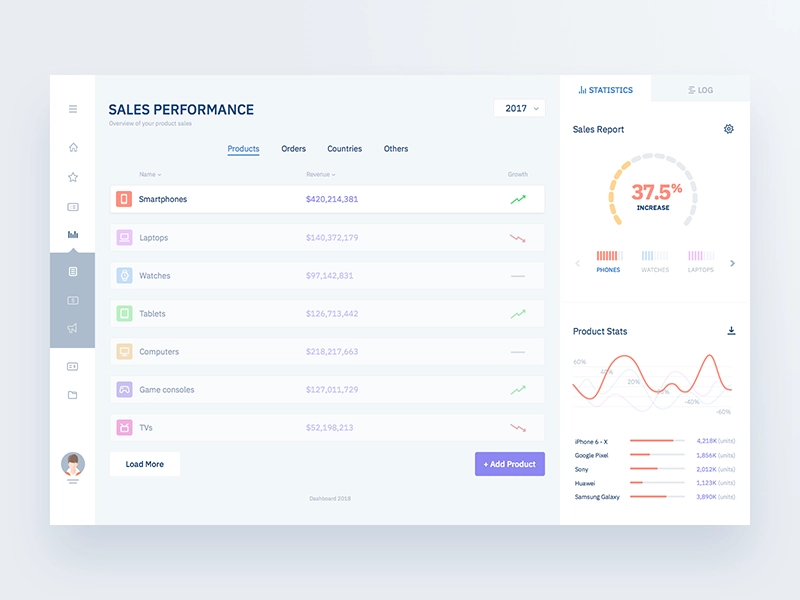 SALES PERFORMANCE
Overview of your product sales
2017
Products Orders Countries Others
Name Revenue Growth
Smartphones $420,214,381
Laptops $140,372,179
Watches $97,142,831
Tablets $126,713,442
Computers $218,217,663
Game consoles $127,011,729
TVs $52,198,213
Load More
+ Add Product
Dashboard 2018
STATISTICS LOG
Sales Report
37.5%
INCREASE
PHONES WATCHES LAPTOPS
Product Stats
60%
40%
20%
-40%
-60%
iPhone 6 - X 4,218K (units)
Google Pixel 1,856K (units)
Sony 2,012K (units)
Huawei 1,123K (units)
Samsung Galaxy 3,890K (units)